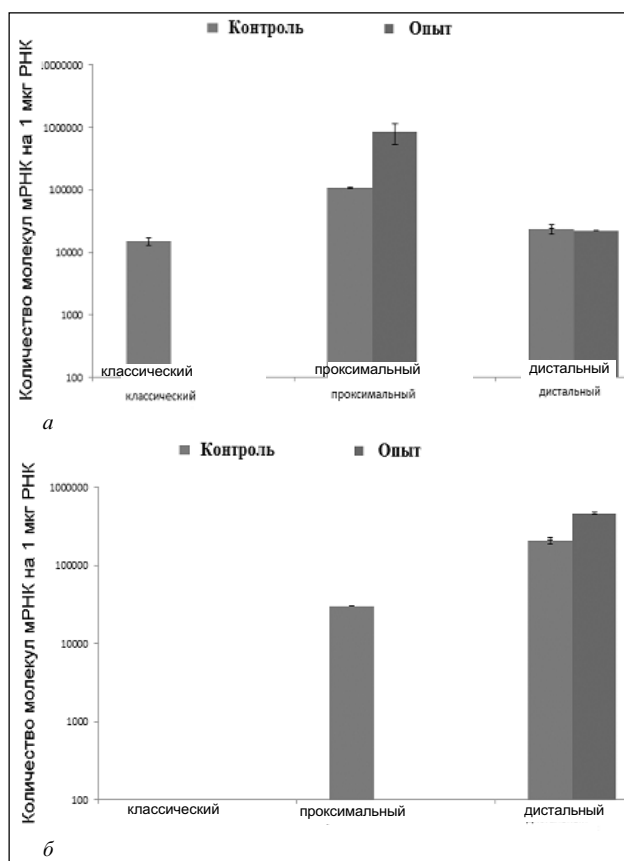 Контроль Опыт
Количество молекул мРНК на 1 мкг РНК
10000000
1000000
100000
10000
1000
100
классический проксимальный дистальный
классический проксимальный дистальный
а
Контроль Опыт
Количество молекул мРНК на 1 мкг РНК
1000000
100000
10000
1000
100
классический проксимальный дистальный
б